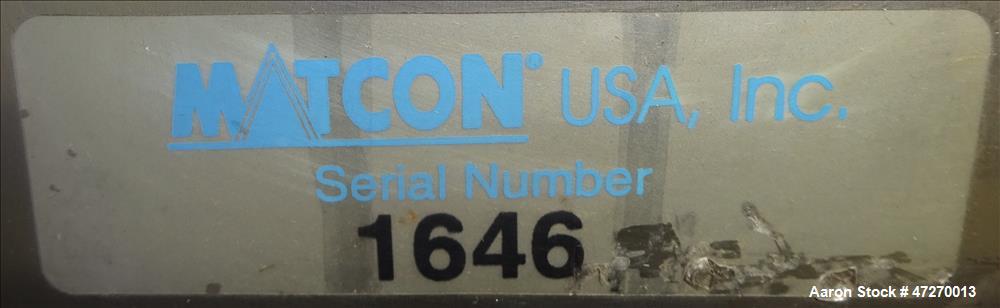 MATCON® USA, Inc.
Serial Number
1646
Aaron Stock # 47270013